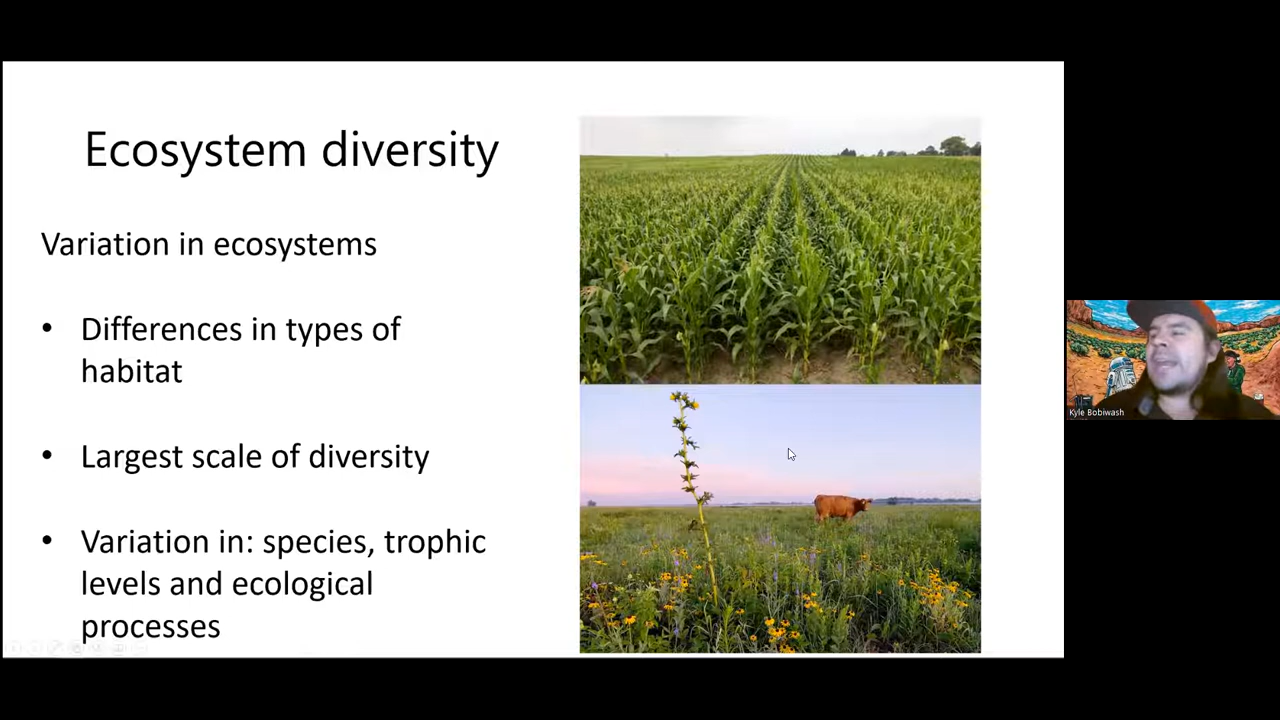 Ecosystem diversity
Variation in ecosystems
• Differences in types of
habitat
• Largest scale of diversity
• Variation in: species, trophic
levels and ecological
processes
Kyle Bobiwash